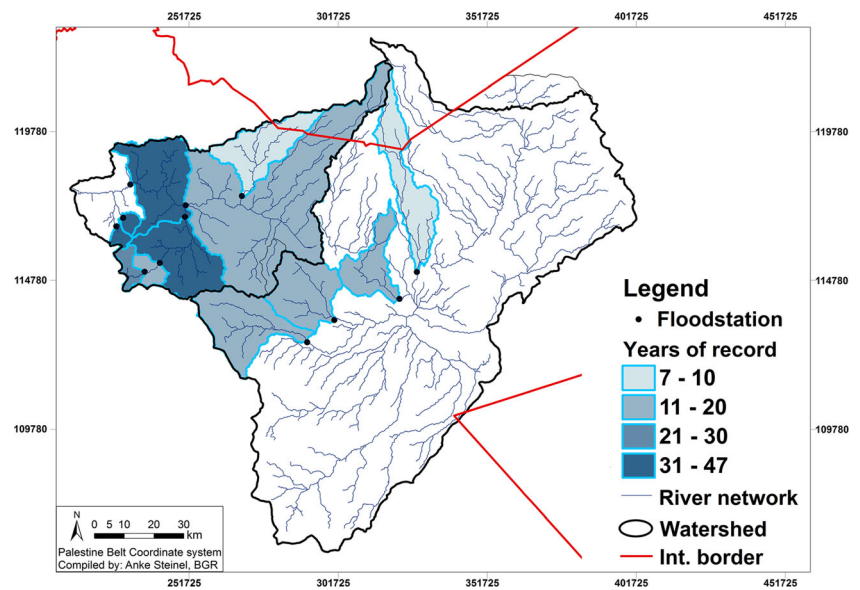 251725 301725 351725 401725 451725
119780 119780
114780 114780
109780 109780
Legend
Floodstation
Years of record
7 - 10
11 - 20
21 - 30
31 - 47
River network
Watershed
Int. border
N
0 5 10 20 30
km
Palestine Belt Coordinate system
Compiled by: Anke Steinel, BGR
251725 301725 351725 401725 451725